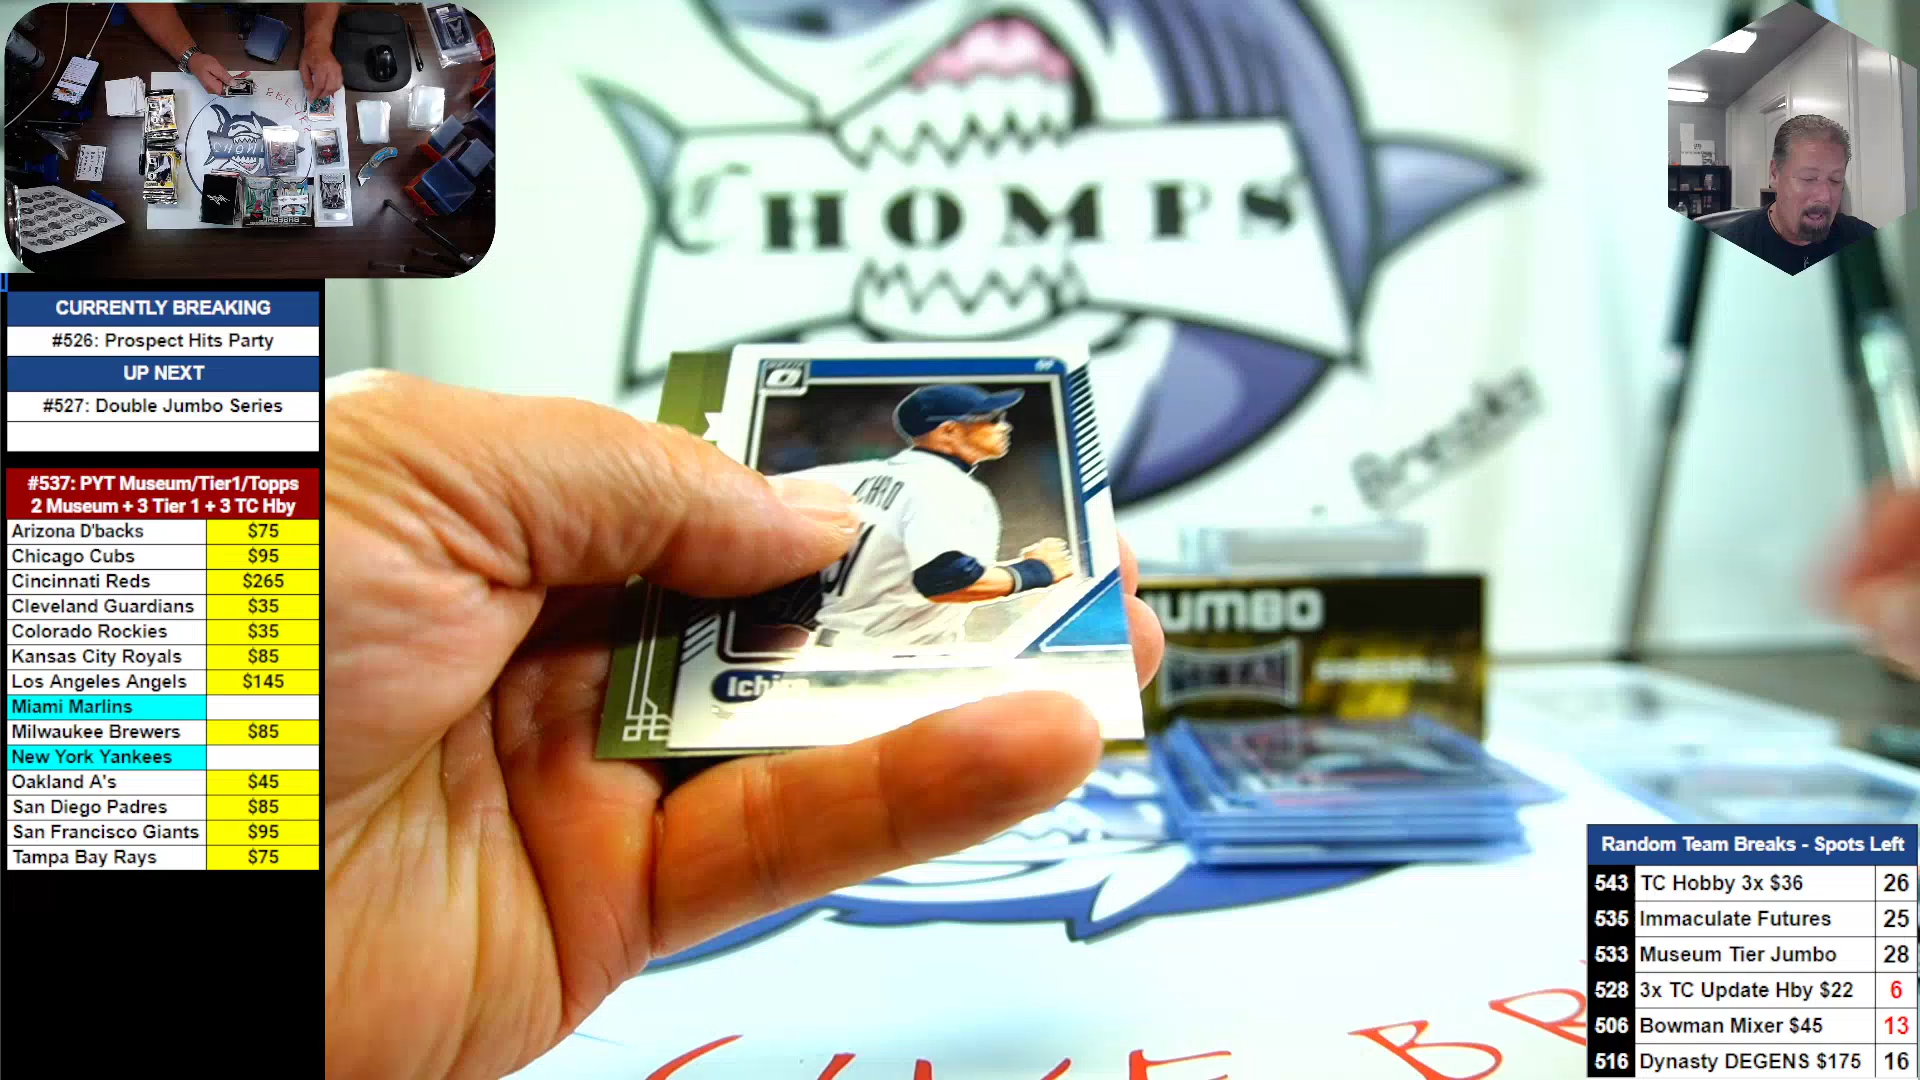 CHOMPS
Breaks
ICHIRO
Ichiro
JUMBO
BASEBALL
CURRENTLY BREAKING
#526: Prospect Hits Party
UP NEXT
#527: Double Jumbo Series
#537: PYT Museum/Tier1/Topps
2 Museum + 3 Tier 1 + 3 TC Hby
Arizona D'backs $75
Chicago Cubs $95
Cincinnati Reds $265
Cleveland Guardians $35
Colorado Rockies $35
Kansas City Royals $85
Los Angeles Angels $145
Miami Marlins
Milwaukee Brewers $85
New York Yankees
Oakland A's $45
San Diego Padres $85
San Francisco Giants $95
Tampa Bay Rays $75
Random Team Breaks - Spots Left
543 TC Hobby 3x $36 26
535 Immaculate Futures 25
533 Museum Tier Jumbo 28
528 3x TC Update Hby $22 6
506 Bowman Mixer $45 13
516 Dynasty DEGENS $175 16